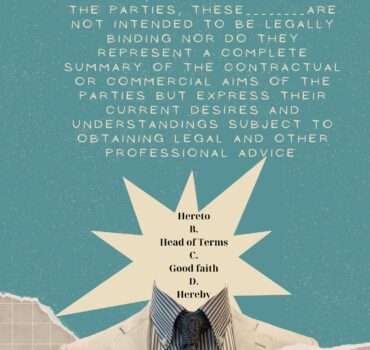 THE PARTIES, THESE________ARE
NOT INTENDED TO BE LEGALLY
BINDING NOR DO THEY
REPRESENT A COMPLETE
SUMMARY OF THE CONTRACTUAL
OR COMMERCIAL AIMS OF THE
PARTIES BUT EXPRESS THEIR
CURRENT DESIRES AND
UNDERSTANDINGS SUBJECT TO
OBTAINING LEGAL AND OTHER
PROFESSIONAL ADVICE
Hereto
B.
Head of Terms
C.
Good faith
D.
Hereby